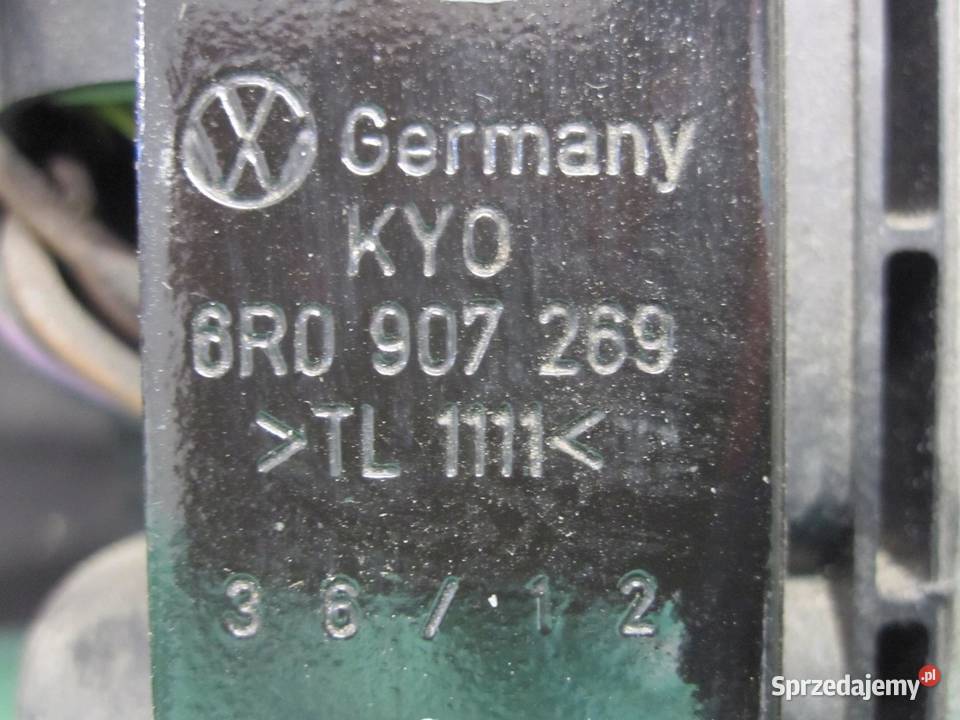 Germany
KYO
6R0 907 269
>TL 1111<
36/12
Sprzedajemy.pl